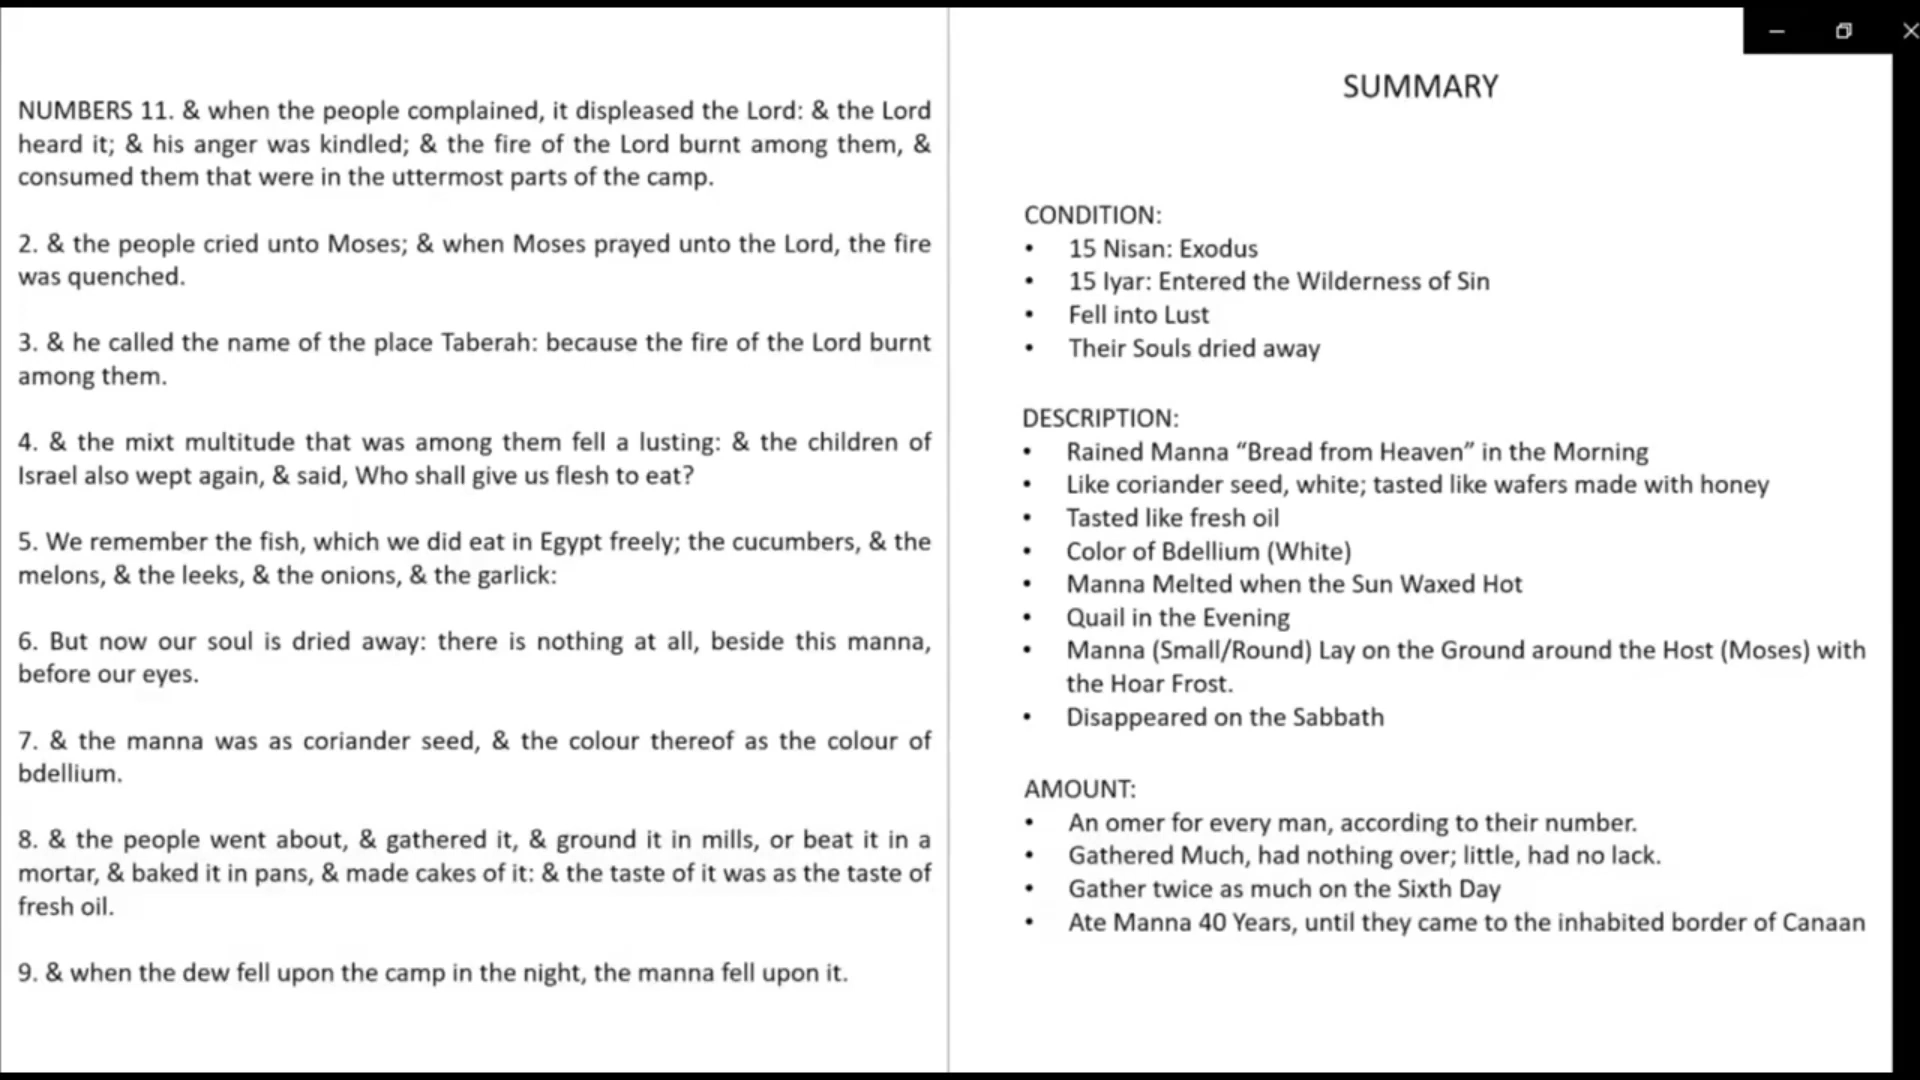 NUMBERS 11. & when the people complained, it displeased the Lord: & the Lord
heard it; & his anger was kindled; & the fire of the Lord burnt among them, &
consumed them that were in the uttermost parts of the camp.
2. & the people cried unto Moses; & when Moses prayed unto the Lord, the fire
was quenched.
3. & he called the name of the place Taberah: because the fire of the Lord burnt
among them.
4. & the mixt multitude that was among them fell a lusting: & the children of
Israel also wept again, & said, Who shall give us flesh to eat?
5. We remember the fish, which we did eat in Egypt freely; the cucumbers, & the
melons, & the leeks, & the onions, & the garlick:
6. But now our soul is dried away: there is nothing at all, beside this manna,
before our eyes.
7. & the manna was as coriander seed, & the colour thereof as the colour of
bdellium.
8. & the people went about, & gathered it, & ground it in mills, or beat it in a
mortar, & baked it in pans, & made cakes of it: & the taste of it was as the taste of
fresh oil.
9. & when the dew fell upon the camp in the night, the manna fell upon it.
SUMMARY
CONDITION:
• 15 Nisan: Exodus
• 15 Iyar: Entered the Wilderness of Sin
• Fell into Lust
• Their Souls dried away
DESCRIPTION:
• Rained Manna “Bread from Heaven” in the Morning
• Like coriander seed, white; tasted like wafers made with honey
• Tasted like fresh oil
• Color of Bdellium (White)
• Manna Melted when the Sun Waxed Hot
• Quail in the Evening
• Manna (Small/Round) Lay on the Ground around the Host (Moses) with
the Hoar Frost.
• Disappeared on the Sabbath
AMOUNT:
• An omer for every man, according to their number.
• Gathered Much, had nothing over; little, had no lack.
• Gather twice as much on the Sixth Day
• Ate Manna 40 Years, until they came to the inhabited border of Canaan